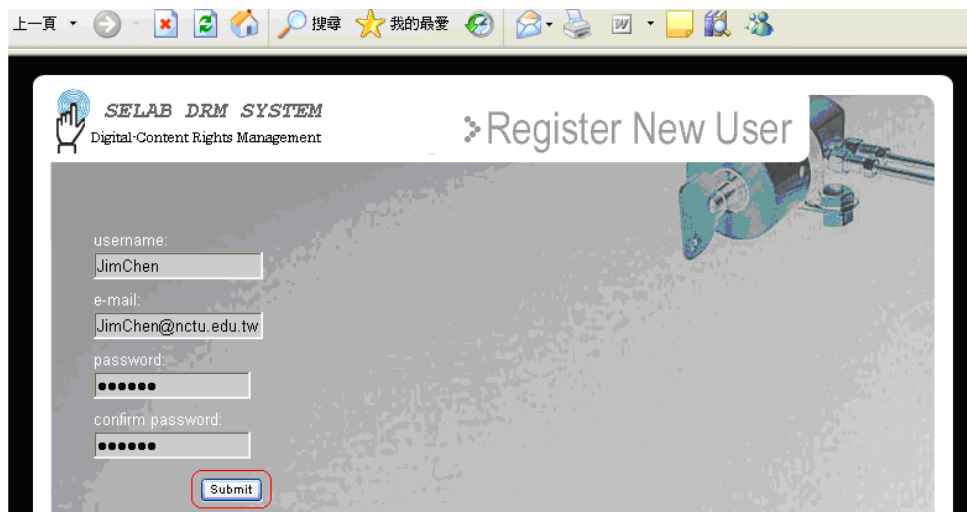 上一頁 搜尋 我的最愛
SELAB DRM SYSTEM
Digital-Content Rights Management
Register New User
username:
JimChen
e-mail:
JimChen@nctu.edu.tw
password:
●●●●●●
confirm password:
●●●●●●
Submit